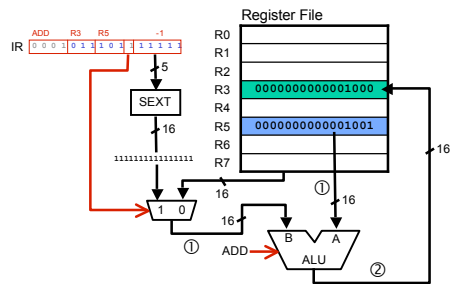 Register File
ADD R3 R5 -1
IR 0 0 0 1 0 1 1 1 0 1 1 1 1 1 1 1
R0
R1
R2
R3 0000000000001000
R4
R5 0000000000001001
R6
R7
5
SEXT
16
1111111111111111
16
1 0
①
16
①
16
16
B A
ADD
ALU
②